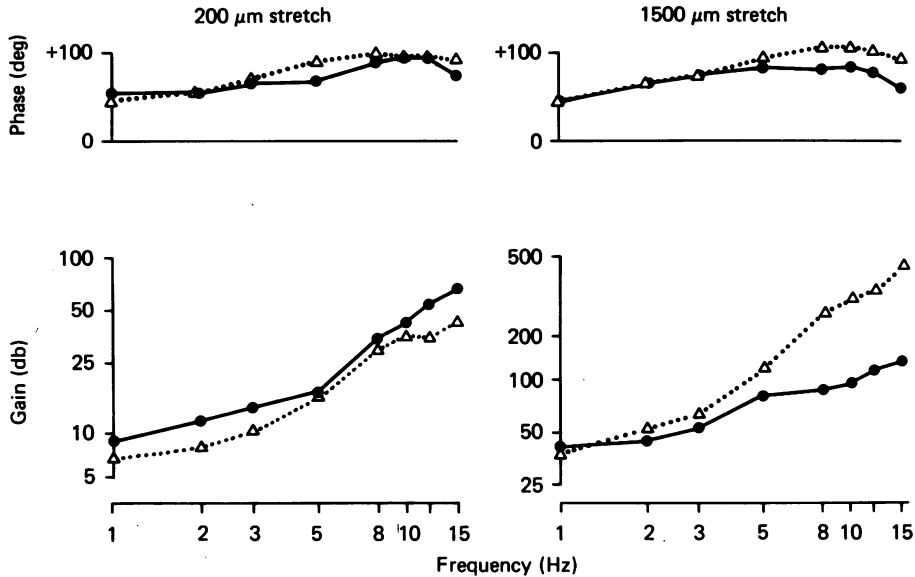 200 μm stretch
1500 μm stretch
Phase (deg)
+100
0
+100
0
Gain (db)
100
50
25
10
5
500
200
100
50
25
1 2 3 5 8 10 15
1 2 3 5 8 10 15
Frequency (Hz)